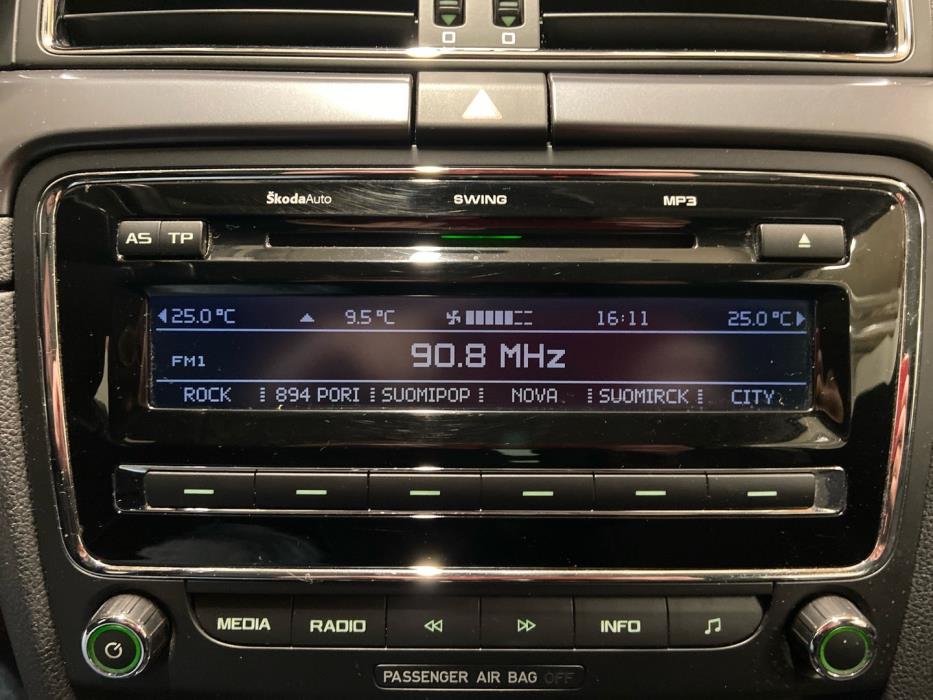 ŠkodaAuto SWING MP3
AS TP
25.0 °C 9.5 °C 16:11 25.0 °C
FM1 90.8 MHz
ROCK 894 PORI SUOMIPOP NOVA SUOMIRCK CITY
MEDIA RADIO INFO
PASSENGER AIR BAG OFF